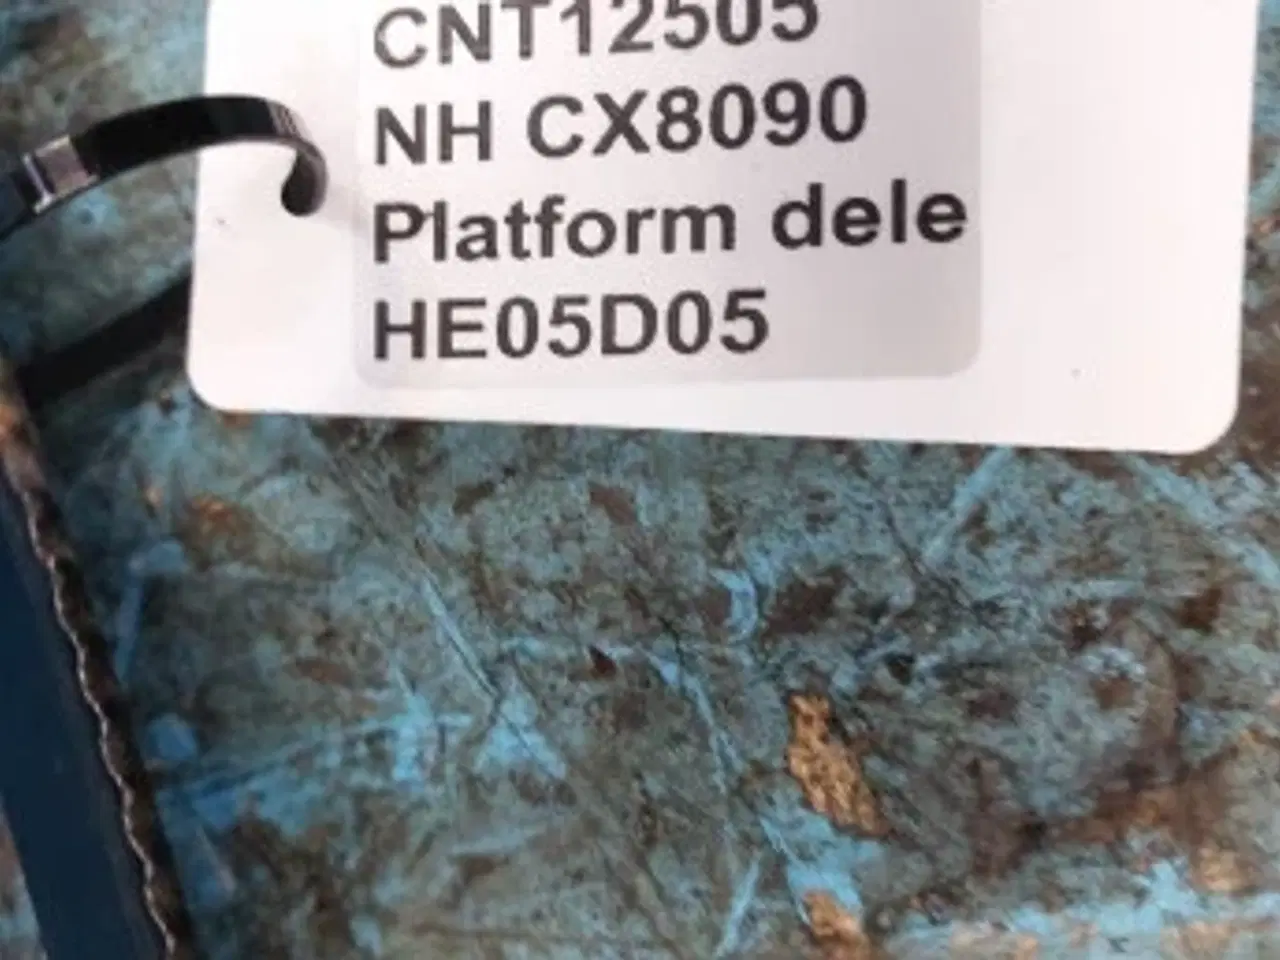 CNT12505
NH CX8090
Platform dele
HE05D05